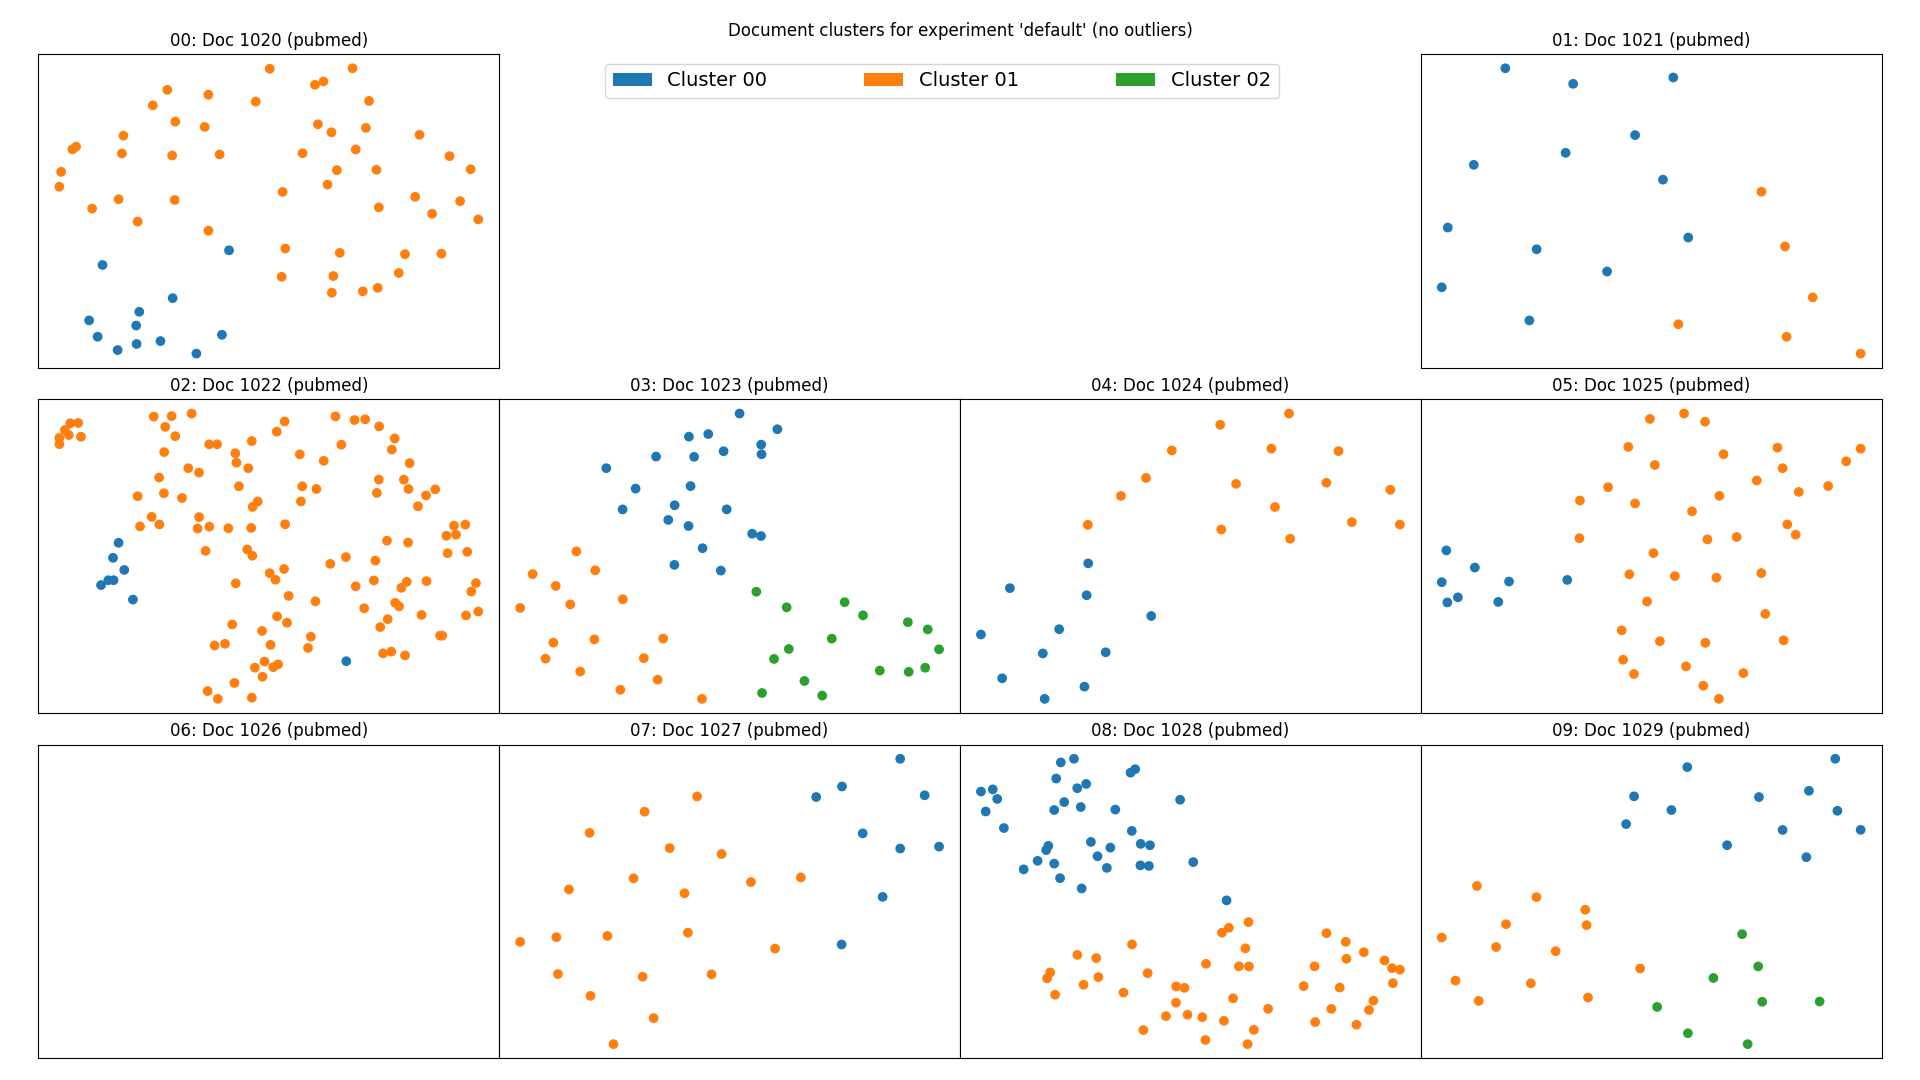 Document clusters for experiment 'default' (no outliers)
Cluster 00
Cluster 01
Cluster 02
00: Doc 1020 (pubmed)
01: Doc 1021 (pubmed)
02: Doc 1022 (pubmed)
03: Doc 1023 (pubmed)
04: Doc 1024 (pubmed)
05: Doc 1025 (pubmed)
06: Doc 1026 (pubmed)
07: Doc 1027 (pubmed)
08: Doc 1028 (pubmed)
09: Doc 1029 (pubmed)